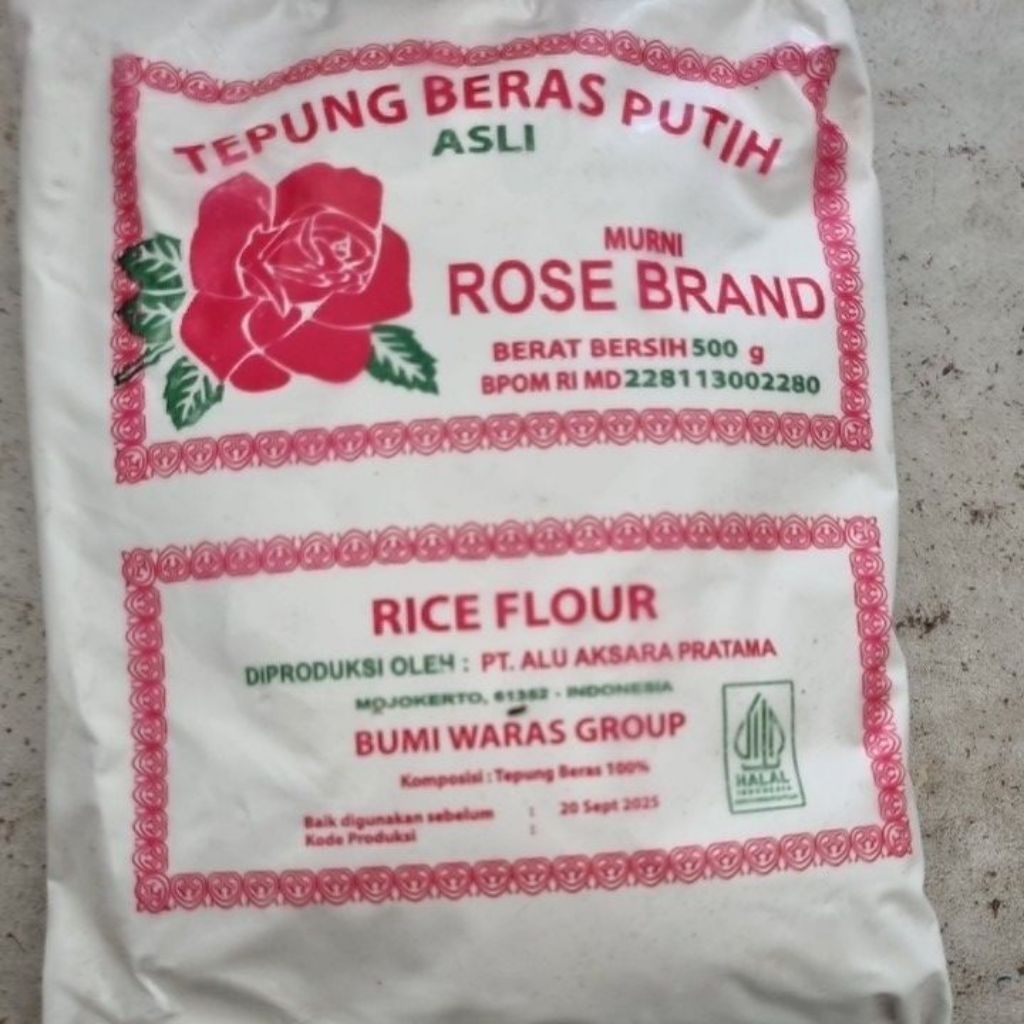 TEPUNG BERAS PUTIH
ASLI
MURNI
ROSE BRAND
BERAT BERSIH 500 g
BPOM RI MD 228113002280
RICE FLOUR
DIPRODUKSI OLEH : PT. ALU AKSARA PRATAMA
MOJOKERTO, 61382 - INDONESIA
BUMI WARAS GROUP
Komposisi : Tepung Beras 100%
Baik digunakan sebelum : 20 Sept 2025
Kode Produksi :
HALAL
INDONESIA